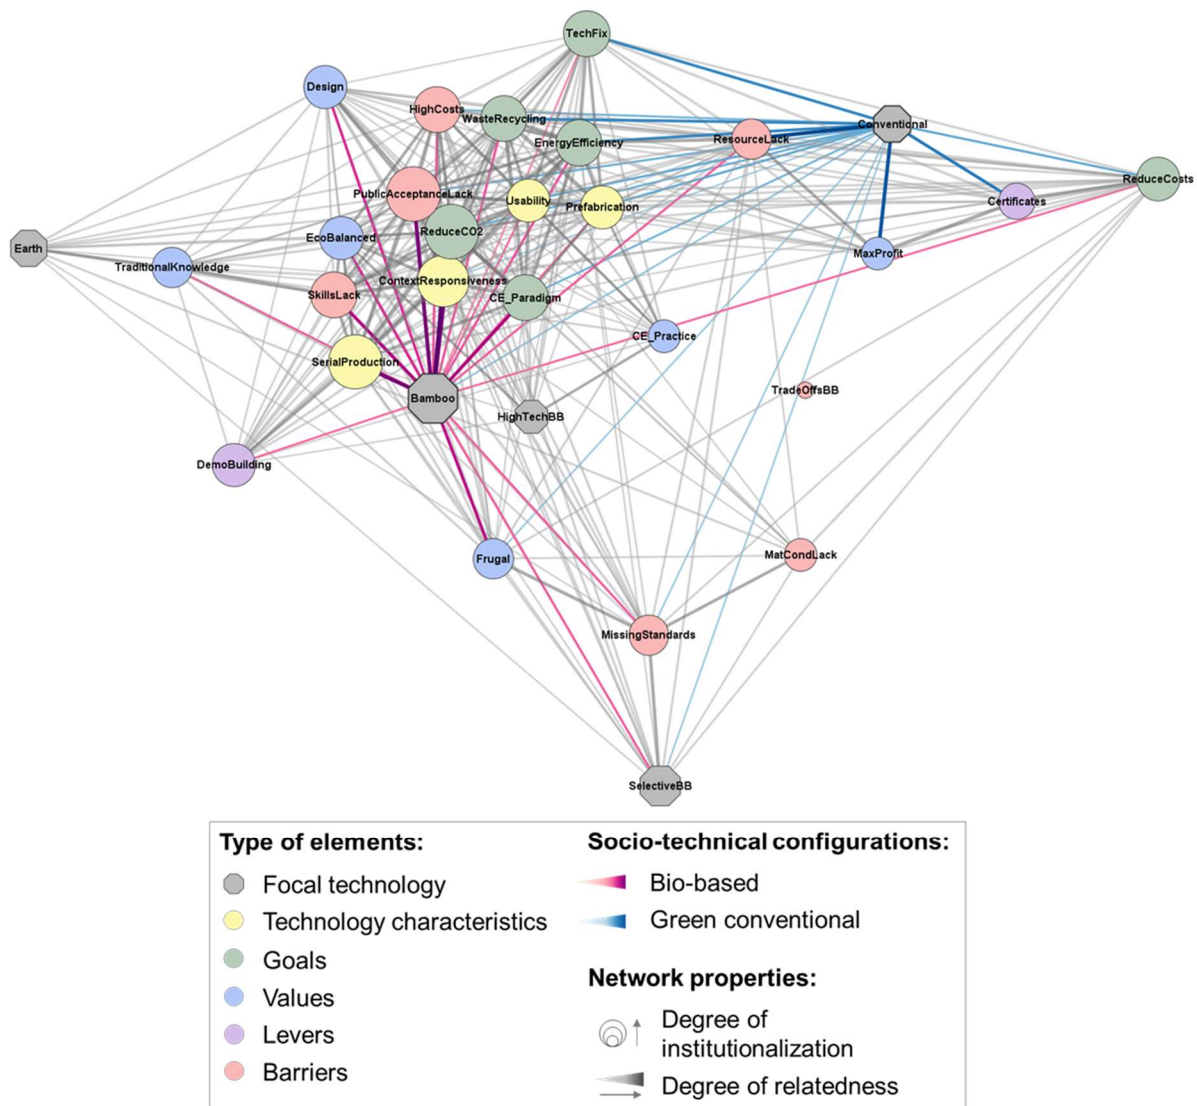 TechFix
Design
HighCosts
WasteRecycling
Conventional
EnergyEfficiency
ResourceLack
ReduceCosts
PublicAcceptanceLack
Usability
Prefabrication
Certificates
ReduceCO2
EcoBalanced
Earth
MaxProfit
TraditionalKnowledge
ContextResponsiveness
SkillsLack
CE_Paradigm
CE_Practice
SerialProduction
TradeOffsBB
Bamboo
HighTechBB
DemoBuilding
Frugal
MatCondLack
MissingStandards
SelectiveBB
Type of elements:
Focal technology
Technology characteristics
Goals
Values
Levers
Barriers
Socio-technical configurations:
Bio-based
Green conventional
Network properties:
Degree of
institutionalization
Degree of relatedness